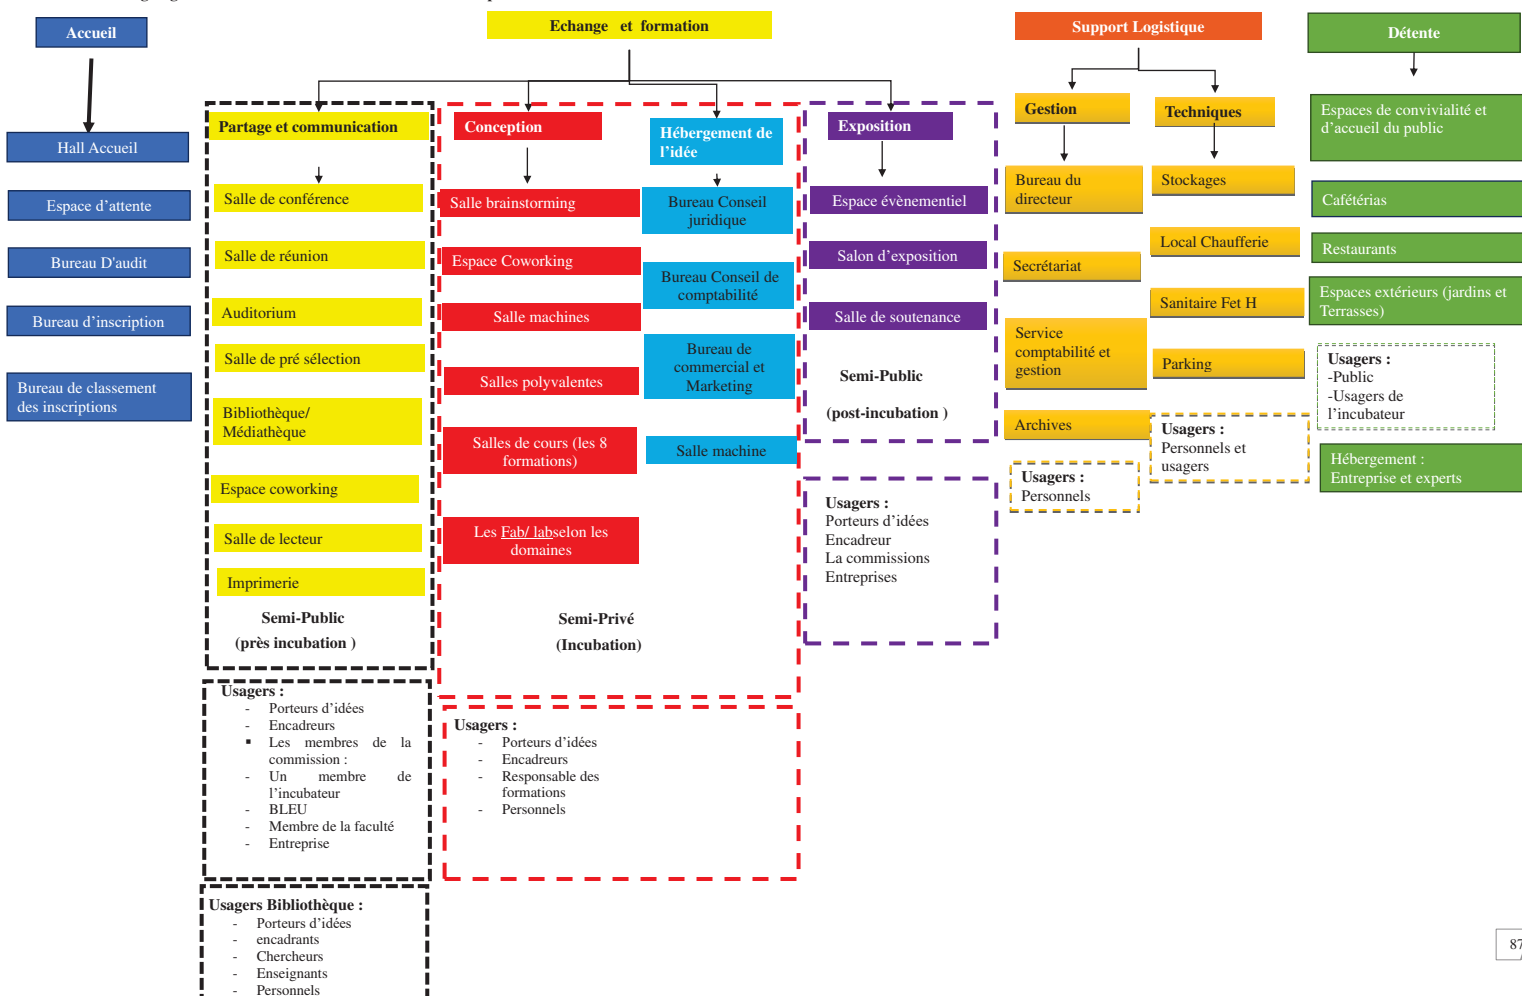 Accueil
Hall Accueil
Espace d'attente
Bureau D'audit
Bureau d'inscription
Bureau de classement
des inscriptions
Echange et formation
Partage et communication
Salle de conférence
Salle de réunion
Auditorium
Salle de pré sélection
Bibliothèque/
Médiathèque
Espace coworking
Salle de lecteur
Imprimerie
Semi-Public
(près incubation )
Usagers :
- Porteurs d'idées
- Encadreurs
▪ Les membres de la
commission :
- Un membre de
l'incubateur
- BLEU
- Membre de la faculté
- Entreprise
Usagers Bibliothèque :
- Porteurs d'idées
- encadrants
- Chercheurs
- Enseignants
- Personnels
Conception
Salle brainstorming
Espace Coworking
Salle machines
Salles polyvalentes
Salles de cours (les 8
formations)
Les Fab/ labselon les
domaines
Semi-Privé
(Incubation)
Hébergement de
l'idée
Bureau Conseil
juridique
Bureau Conseil de
comptabilité
Bureau de
commercial et
Marketing
Salle machine
Usagers :
- Porteurs d'idées
- Encadreurs
- Responsable des
formations
- Personnels
Exposition
Espace évènementiel
Salon d'exposition
Salle de soutenance
Semi-Public
(post-incubation )
Usagers :
Porteurs d'idées
Encadreur
La commissions
Entreprises
Support Logistique
Gestion
Bureau du
directeur
Secrétariat
Service
comptabilité et
gestion
Archives
Usagers :
Personnels
Techniques
Stockages
Local Chaufferie
Sanitaire Fet H
Parking
Usagers :
Personnels et
usagers
Détente
Espaces de convivialité et
d'accueil du public
Cafétérias
Restaurants
Espaces extérieurs (jardins et
Terrasses)
Usagers :
-Public
-Usagers de
l'incubateur
Hébergement :
Entreprise et experts
87